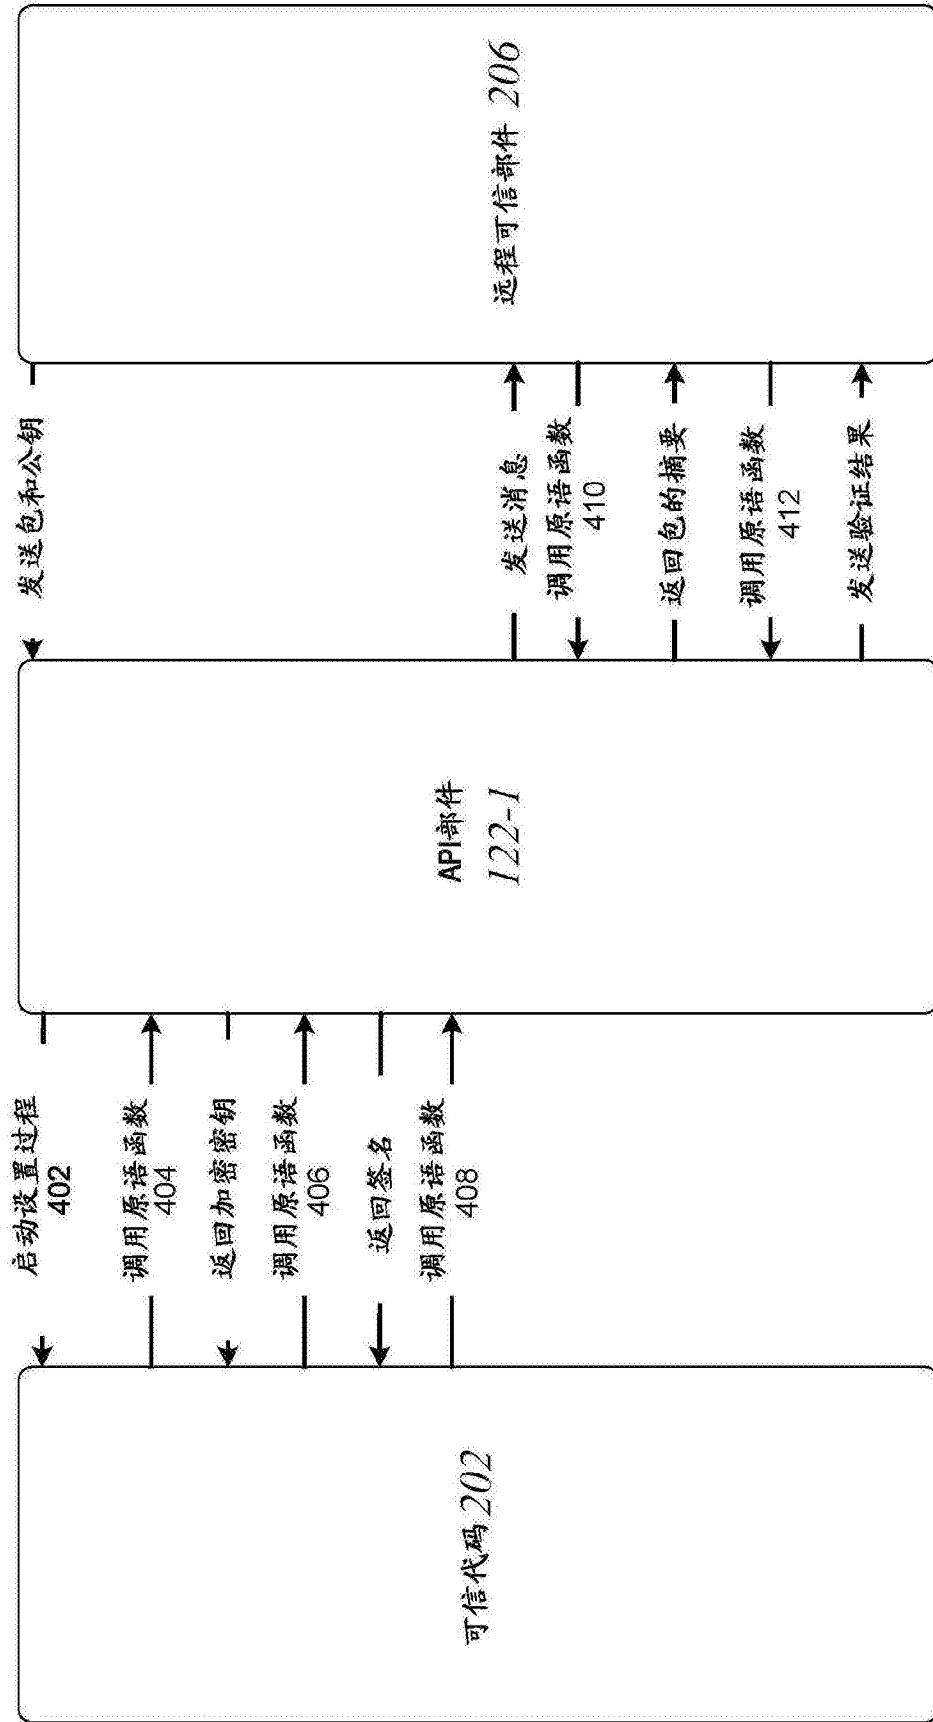 可信代码 202
API部件
122-1
远程可信部件 206
发送包和公钥
启动设置过程
402
调用原语函数
404
返回加密密钥
调用原语函数
406
返回签名
调用原语函数
408
发送消息
调用原语函数
410
返回包的摘要
调用原语函数
412
发送验证结果